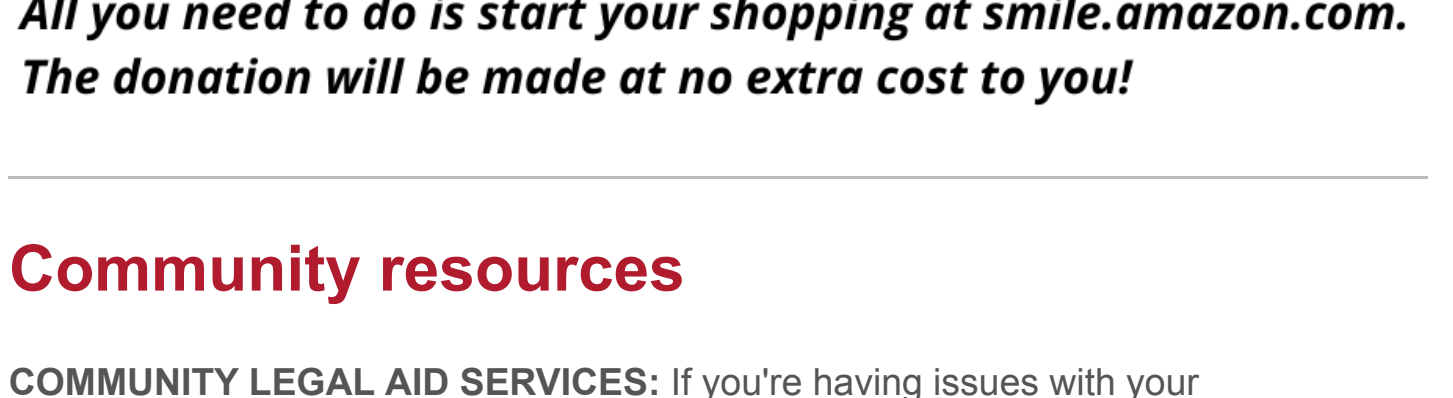 All you need to do is start your shopping at smile.amazon.com.
The donation will be made at no extra cost to you!
Community resources
COMMUNITY LEGAL AID SERVICES: If you're having issues with your